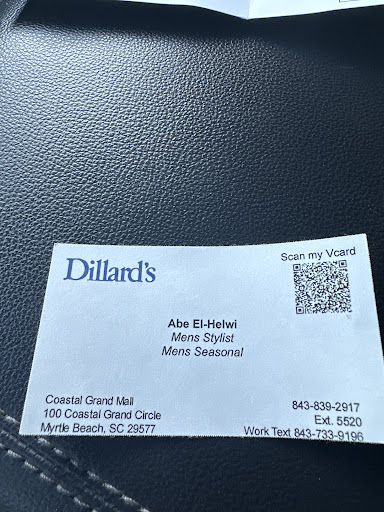 Scan my Vcard
Dillard's
Abe El-Helwi
Mens Stylist
Mens Seasonal
Coastal Grand Mall
100 Coastal Grand Circle
Myrtle Beach, SC 29577
843-839-2917
Ext. 5520
Work Text 843-733-9196